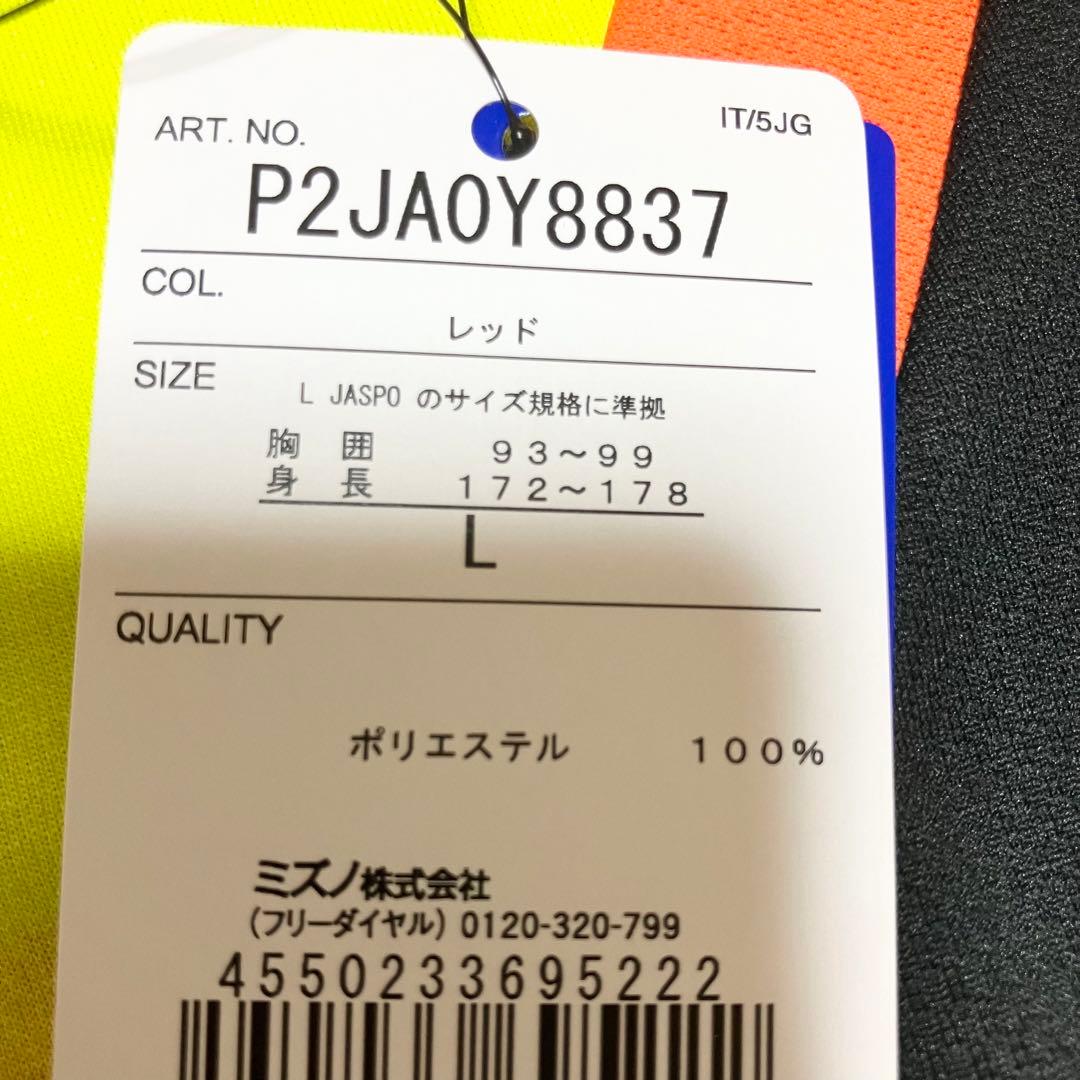 ART. NO.
IT/5JG
P2JA0Y8837
COL.
レッド
SIZE
L JASPO のサイズ規格に準拠
胸 囲 93～99
身 長 172～178
L
QUALITY
ポリエステル 100%
ミズノ株式会社
(フリーダイヤル) 0120-320-799
4550233695222